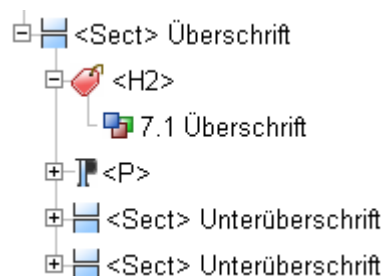 <Sect> Überschrift
<H2>
7.1 Überschrift
<P>
<Sect> Unterüberschrift
<Sect> Unterüberschrift